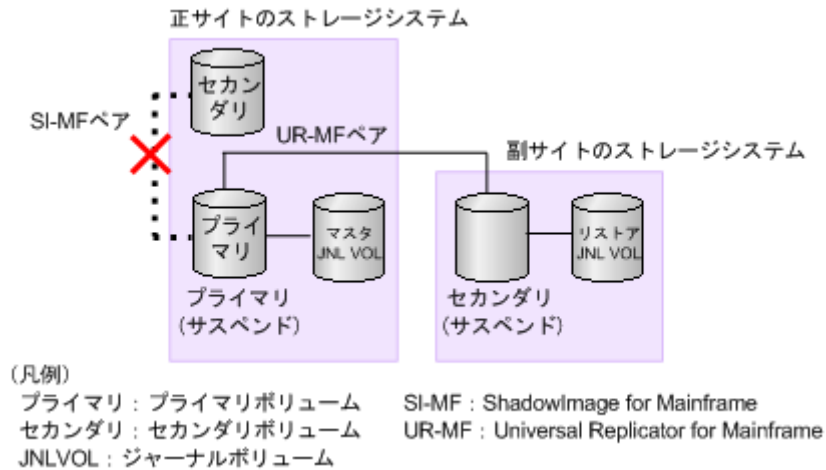 正サイトのストレージシステム
セカン
ダリ
SI-MFペア
UR-MFペア
副サイトのストレージシステム
プライ
マリ
マスタ
JNL VOL
リストア
JNL VOL
プライマリ
(サスペンド)
セカンダリ
(サスペンド)
(凡例)
プライマリ：プライマリボリューム
SI-MF：ShadowImage for Mainframe
セカンダリ：セカンダリボリューム
UR-MF：Universal Replicator for Mainframe
JNLVOL：ジャーナルボリューム